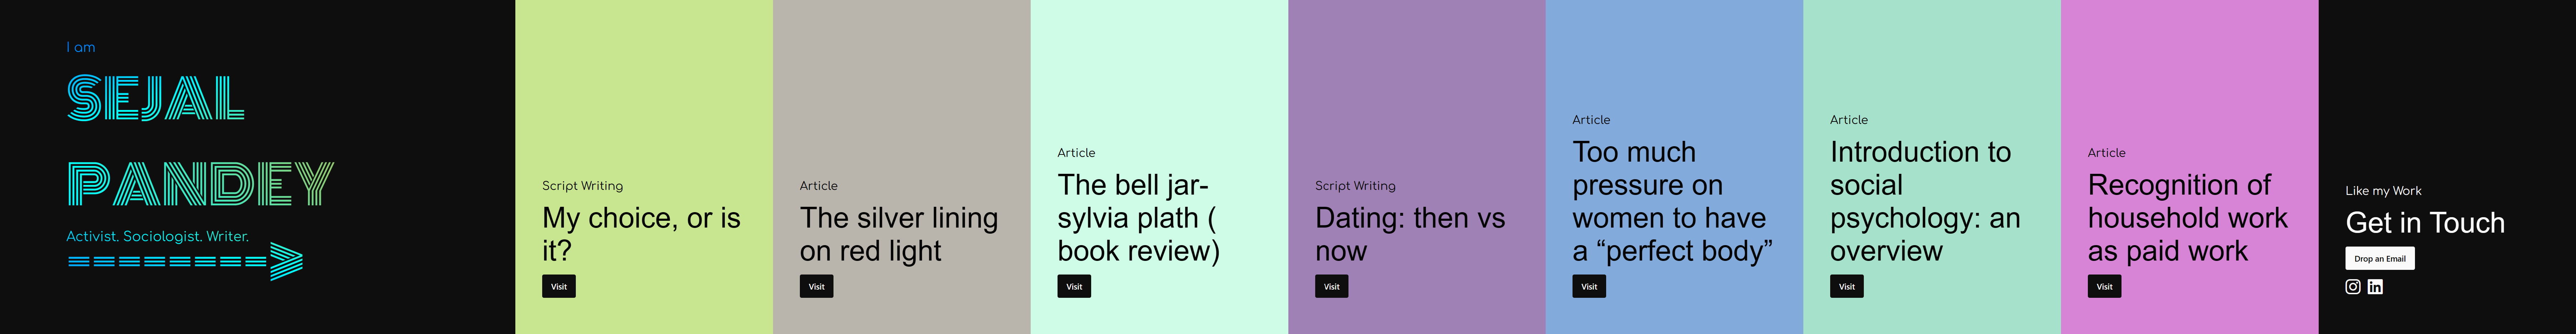 I am
SEJAL
PANDEY
Activist. Sociologist. Writer.
Script Writing
My choice, or is
it?
Visit
Article
The silver lining
on red light
Visit
Article
The bell jar-
sylvia plath (
book review)
Visit
Script Writing
Dating: then vs
now
Visit
Article
Too much
pressure on
women to have
a “perfect body”
Visit
Article
Introduction to
social
psychology: an
overview
Visit
Article
Recognition of
household work
as paid work
Visit
Like my Work
Get in Touch
Drop an Email